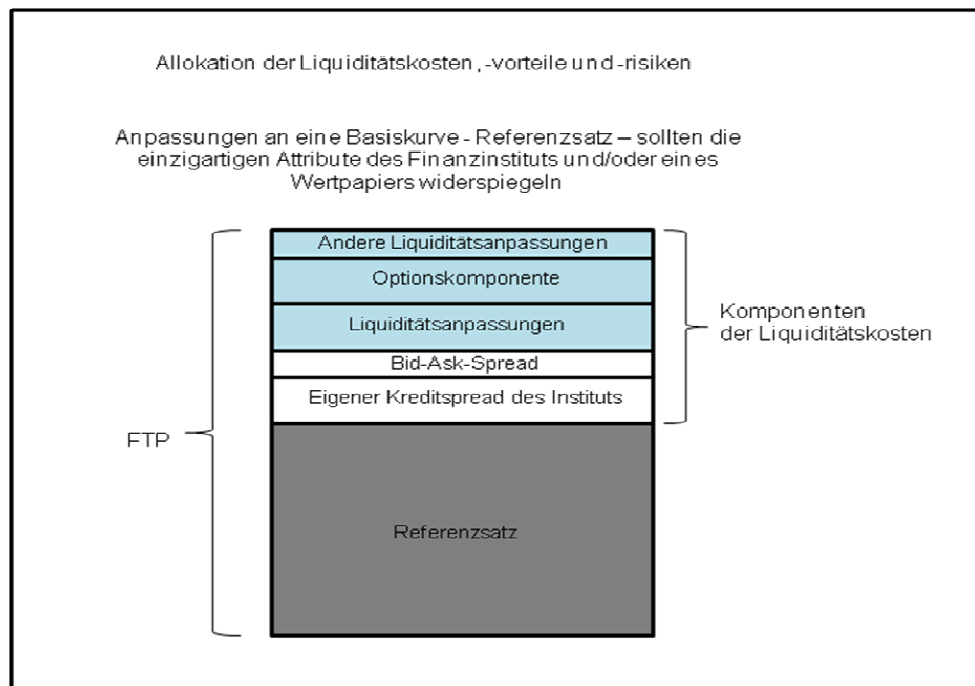 Allokation der Liquiditätskosten, -vorteile und -risiken
Anpassungen an eine Basiskurve - Referenzsatz – sollten die
einzigartigen Attribute des Finanzinstituts und/oder eines
Wertpapiers widerspiegeln
Andere Liquiditätsanpassungen
Optionskomponente
Liquiditätsanpassungen
Bid-Ask-Spread
Eigener Kreditspread des Instituts
Komponenten
der Liquiditätskosten
FTP
Referenzsatz